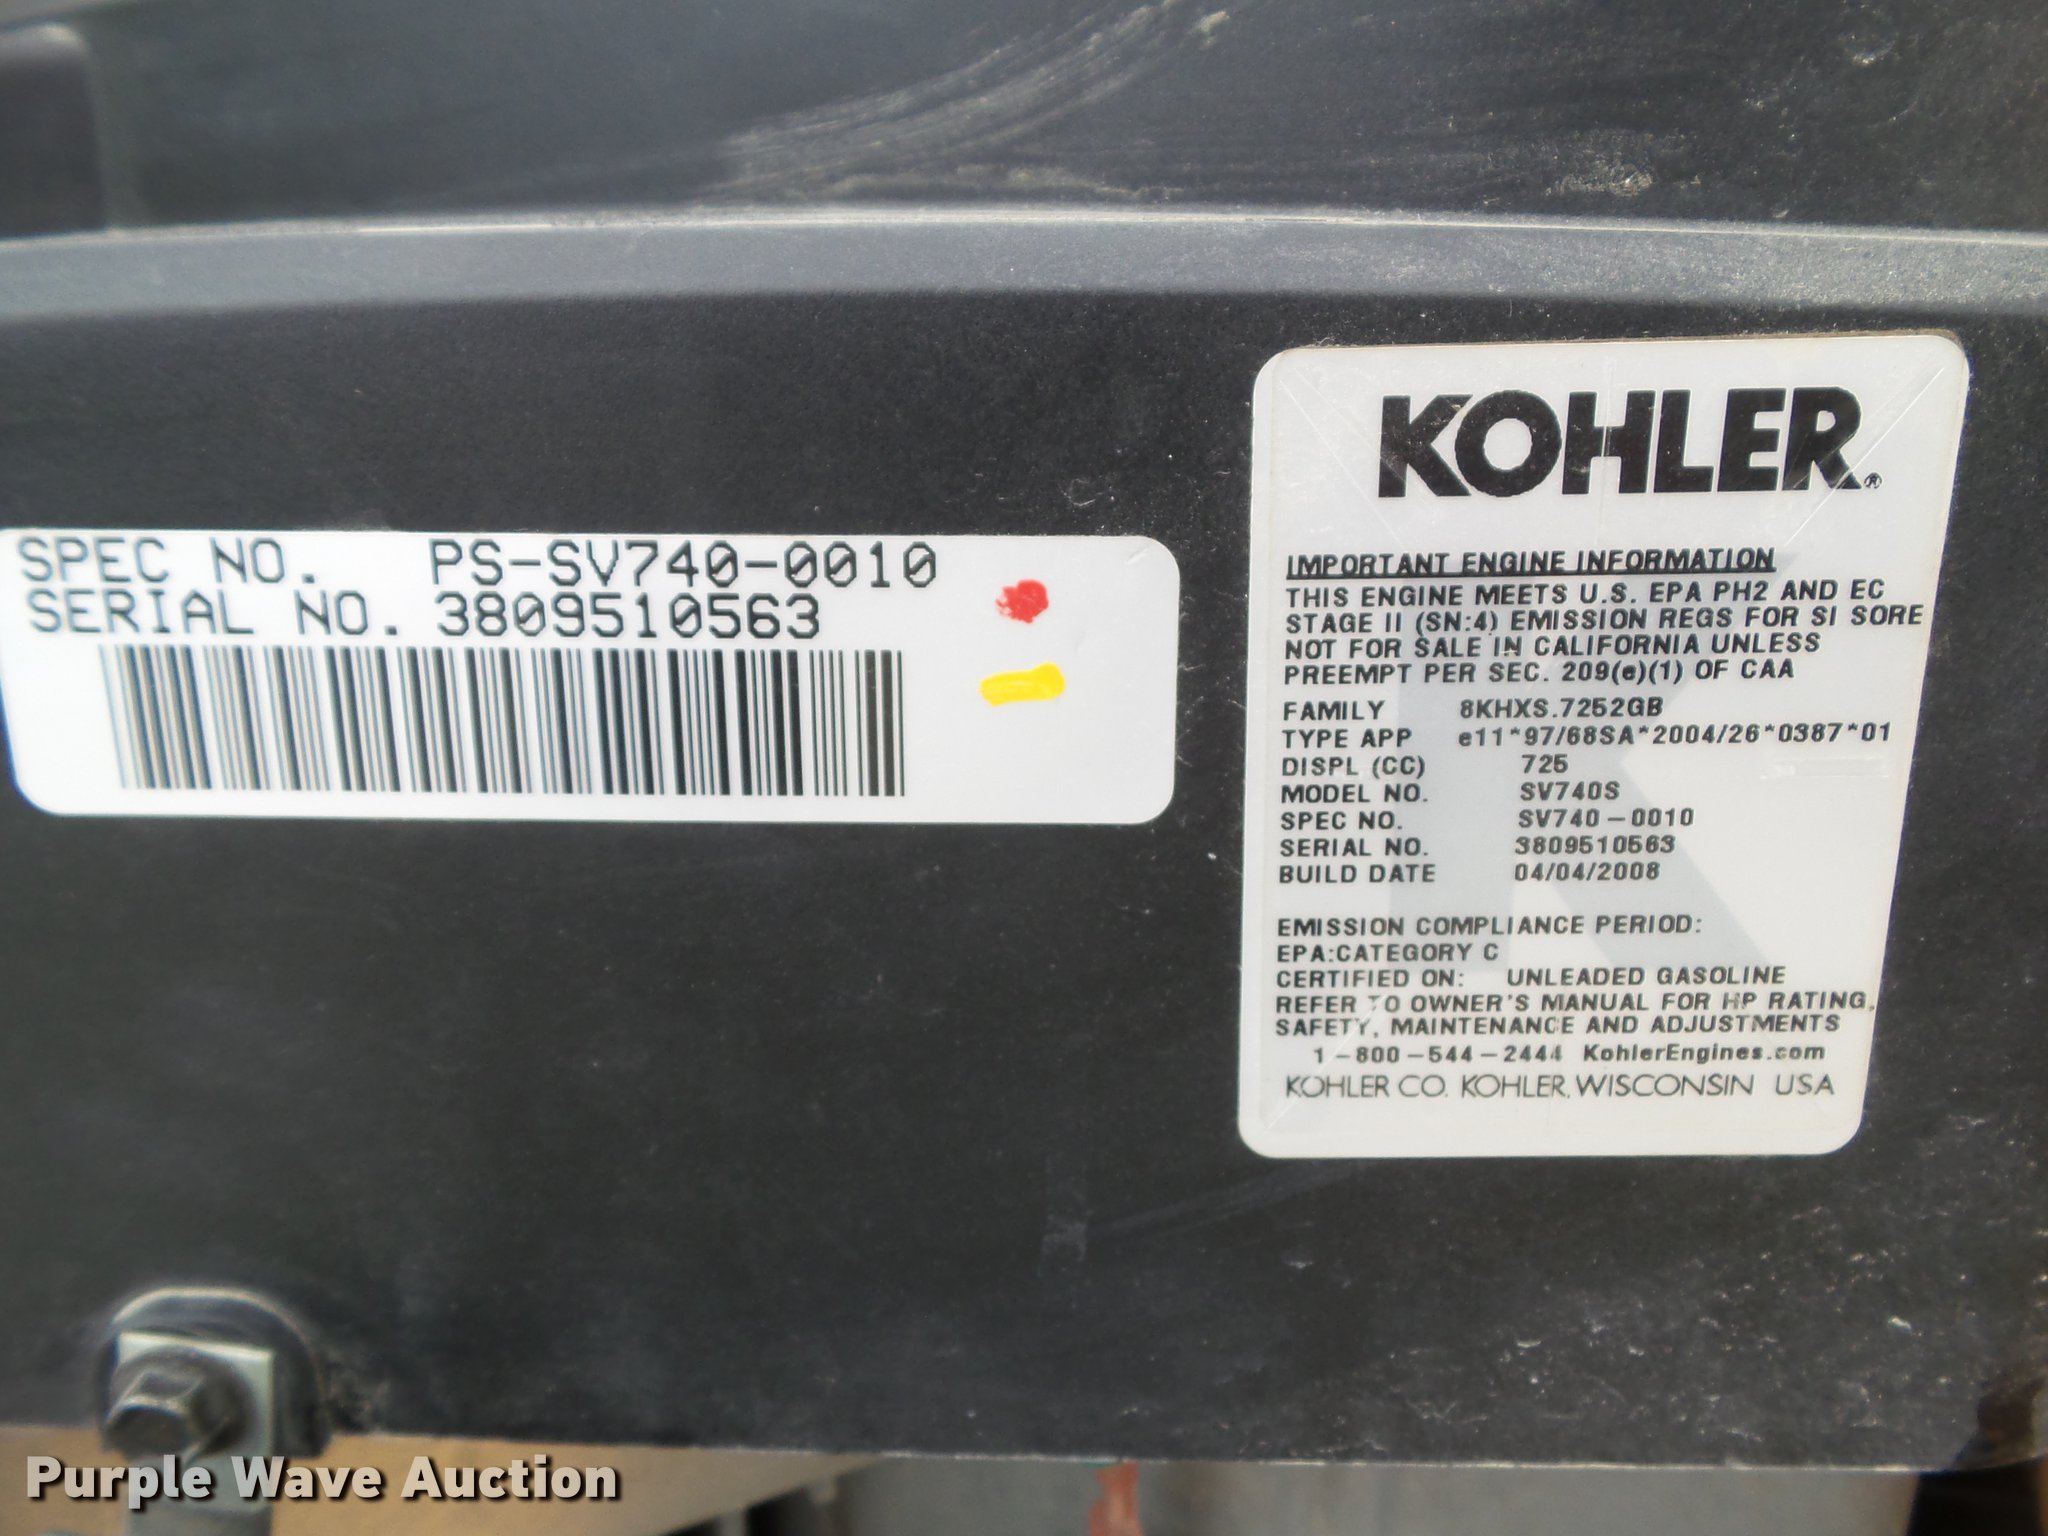 SPEC NO. PS-SV740-0010
SERIAL NO. 3809510563
KOHLER®
IMPORTANT ENGINE INFORMATION
THIS ENGINE MEETS U.S. EPA PH2 AND EC
STAGE II (SN:4) EMISSION REGS FOR SI SORE
NOT FOR SALE IN CALIFORNIA UNLESS
PREEMPT PER SEC. 209(e)(1) OF CAA
FAMILY 8KHXS.7252GB
TYPE APP e11*97/68SA*2004/26*0387*01
DISPL (CC) 725
MODEL NO. SV740S
SPEC NO. SV740-0010
SERIAL NO. 3809510563
BUILD DATE 04/04/2008
EMISSION COMPLIANCE PERIOD:
EPA:CATEGORY C
CERTIFIED ON: UNLEADED GASOLINE
REFER TO OWNER'S MANUAL FOR HP RATING,
SAFETY, MAINTENANCE AND ADJUSTMENTS
1-800-544-2444 KohlerEngines.com
KOHLER CO. KOHLER, WISCONSIN USA
Purple Wave Auction